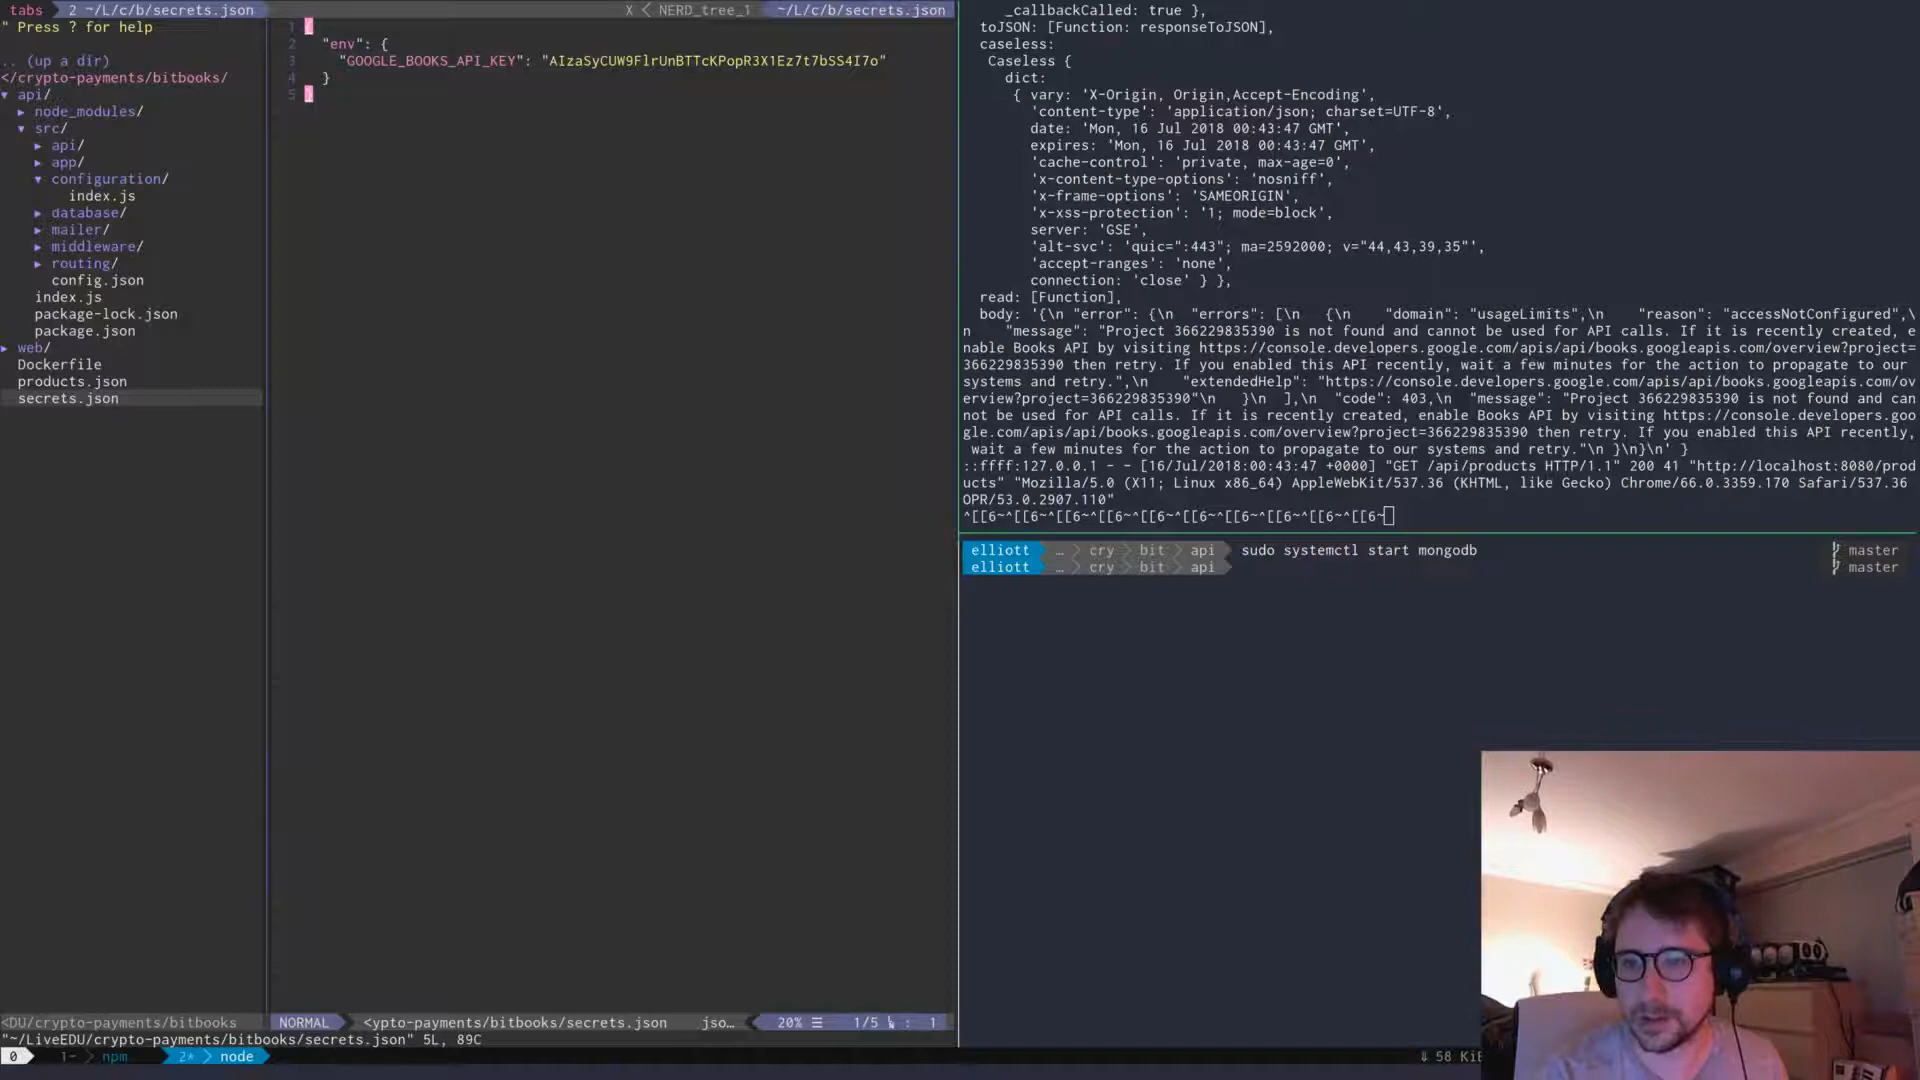 tabs 2 ~/L/c/b/secrets.json X < NERD_tree_1 ~/L/c/b/secrets.json
" Press ? for help
.. (up a dir)
</crypto-payments/bitbooks/
▼ api/
▶ node_modules/
▼ src/
▶ api/
▶ app/
▼ configuration/
index.js
▶ database/
▶ mailer/
▶ middleware/
▶ routing/
config.json
index.js
package-lock.json
package.json
▶ web/
Dockerfile
products.json
secrets.json
1 {
2 "env": {
3 "GOOGLE_BOOKS_API_KEY": "AIzaSyCUW9FlrUnBTTcKPopR3X1Ez7t7bSS4I7o"
4 }
5 }
<DU/crypto-payments/bitbooks NORMAL <ypto-payments/bitbooks/secrets.json jso… 20% ☰ 1/5 : 1
"~/LiveEDU/crypto-payments/bitbooks/secrets.json" 5L, 89C
_callbackCalled: true },
toJSON: [Function: responseToJSON],
caseless:
Caseless {
dict:
{ vary: 'X-Origin, Origin,Accept-Encoding',
'content-type': 'application/json; charset=UTF-8',
date: 'Mon, 16 Jul 2018 00:43:47 GMT',
expires: 'Mon, 16 Jul 2018 00:43:47 GMT',
'cache-control': 'private, max-age=0',
'x-content-type-options': 'nosniff',
'x-frame-options': 'SAMEORIGIN',
'x-xss-protection': '1; mode=block',
server: 'GSE',
'alt-svc': 'quic=":443"; ma=2592000; v="44,43,39,35"',
'accept-ranges': 'none',
connection: 'close' } },
read: [Function],
body: '{\n "error": {\n "errors": [\n {\n "domain": "usageLimits",\n "reason": "accessNotConfigured",\
n "message": "Project 366229835390 is not found and cannot be used for API calls. If it is recently created, e
nable Books API by visiting https://console.developers.google.com/apis/api/books.googleapis.com/overview?project=
366229835390 then retry. If you enabled this API recently, wait a few minutes for the action to propagate to our
systems and retry.",\n "extendedHelp": "https://console.developers.google.com/apis/api/books.googleapis.com/ov
erview?project=366229835390"\n }\n ],\n "code": 403,\n "message": "Project 366229835390 is not found and can
not be used for API calls. If it is recently created, enable Books API by visiting https://console.developers.goo
gle.com/apis/api/books.googleapis.com/overview?project=366229835390 then retry. If you enabled this API recently,
wait a few minutes for the action to propagate to our systems and retry."\n }\n}\n' }
::ffff:127.0.0.1 - - [16/Jul/2018:00:43:47 +0000] "GET /api/products HTTP/1.1" 200 41 "http://localhost:8080/prod
ucts" "Mozilla/5.0 (X11; Linux x86_64) AppleWebKit/537.36 (KHTML, like Gecko) Chrome/66.0.3359.170 Safari/537.36
OPR/53.0.2907.110"
^[[6~^[[6~^[[6~^[[6~^[[6~^[[6~^[[6~^[[6~^[[6~^[[6~
elliott … cry bit api sudo systemctl start mongodb master
elliott … cry bit api master
0 1- npm 2* node ⇓ 58 KiB